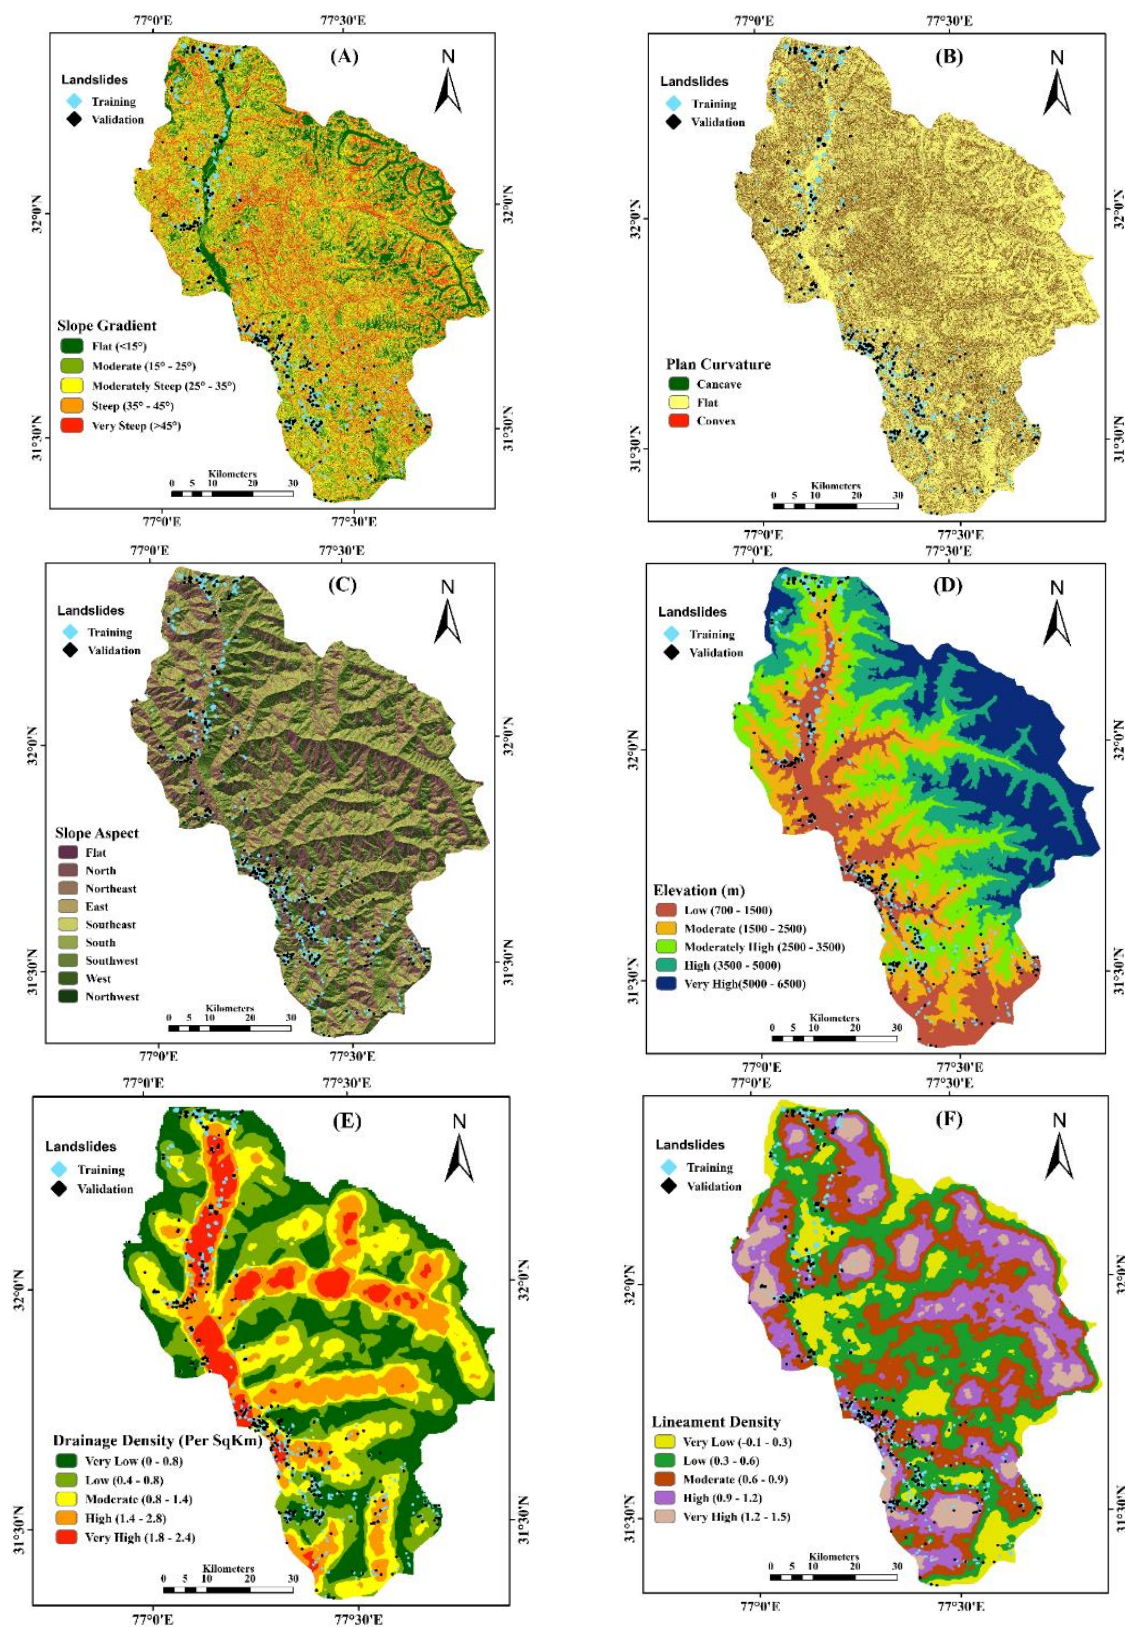 77°0'E 77°30'E
(A)
N
Landslides
Training
Validation
32°0'N 32°0'N
Slope Gradient
Flat (<15°)
Moderate (15° - 25°)
Moderately Steep (25° - 35°)
Steep (35° - 45°)
Very Steep (>45°)
31°30'N 31°30'N
Kilometers
0 5 10 20 30
77°0'E 77°30'E
77°0'E 77°30'E
(B)
N
Landslides
Training
Validation
32°0'N 32°0'N
Plan Curvature
Cancave
Flat
Convex
31°30'N 31°30'N
Kilometers
0 5 10 20 30
77°0'E 77°30'E
77°0'E 77°30'E
(C)
N
Landslides
Training
Validation
32°0'N 32°0'N
Slope Aspect
Flat
North
Northeast
East
Southeast
South
Southwest
West
Northwest
31°30'N 31°30'N
Kilometers
0 5 10 20 30
77°0'E 77°30'E
77°0'E 77°30'E
(D)
N
Landslides
Training
Validation
32°0'N 32°0'N
Elevation (m)
Low (700 - 1500)
Moderate (1500 - 2500)
Moderately High (2500 - 3500)
High (3500 - 5000)
Very High(5000 - 6500)
31°30'N 31°30'N
Kilometers
0 5 10 20 30
77°0'E 77°30'E
77°0'E 77°30'E
(E)
N
Landslides
Training
Validation
32°0'N 32°0'N
Drainage Density (Per SqKm)
Very Low (0 - 0.8)
Low (0.4 - 0.8)
Moderate (0.8 - 1.4)
High (1.4 - 2.8)
Very High (1.8 - 2.4)
31°30'N 31°30'N
Kilometers
0 5 10 20 30
77°0'E 77°30'E
77°0'E 77°30'E
(F)
N
Landslides
Training
Validation
32°0'N 32°0'N
Lineament Density
Very Low (-0.1 - 0.3)
Low (0.3 - 0.6)
Moderate (0.6 - 0.9)
High (0.9 - 1.2)
Very High (1.2 - 1.5)
31°30'N 31°30'N
Kilometers
0 5 10 20 30
77°0'E 77°30'E